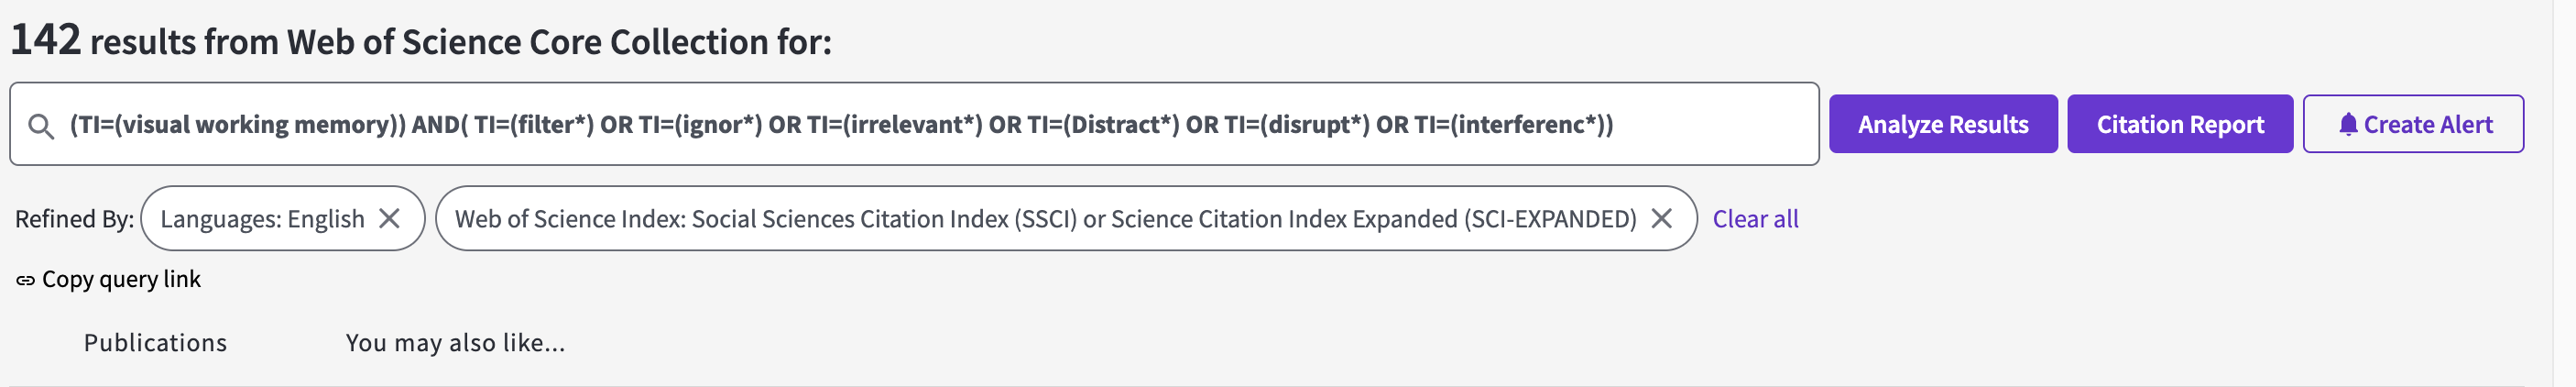 142 results from Web of Science Core Collection for:
(TI=(visual working memory)) AND( TI=(filter*) OR TI=(ignor*) OR TI=(irrelevant*) OR TI=(Distract*) OR TI=(disrupt*) OR TI=(interferenc*))
Analyze Results
Citation Report
Create Alert
Refined By: Languages: English Web of Science Index: Social Sciences Citation Index (SSCI) or Science Citation Index Expanded (SCI-EXPANDED) Clear all
Copy query link
Publications You may also like...